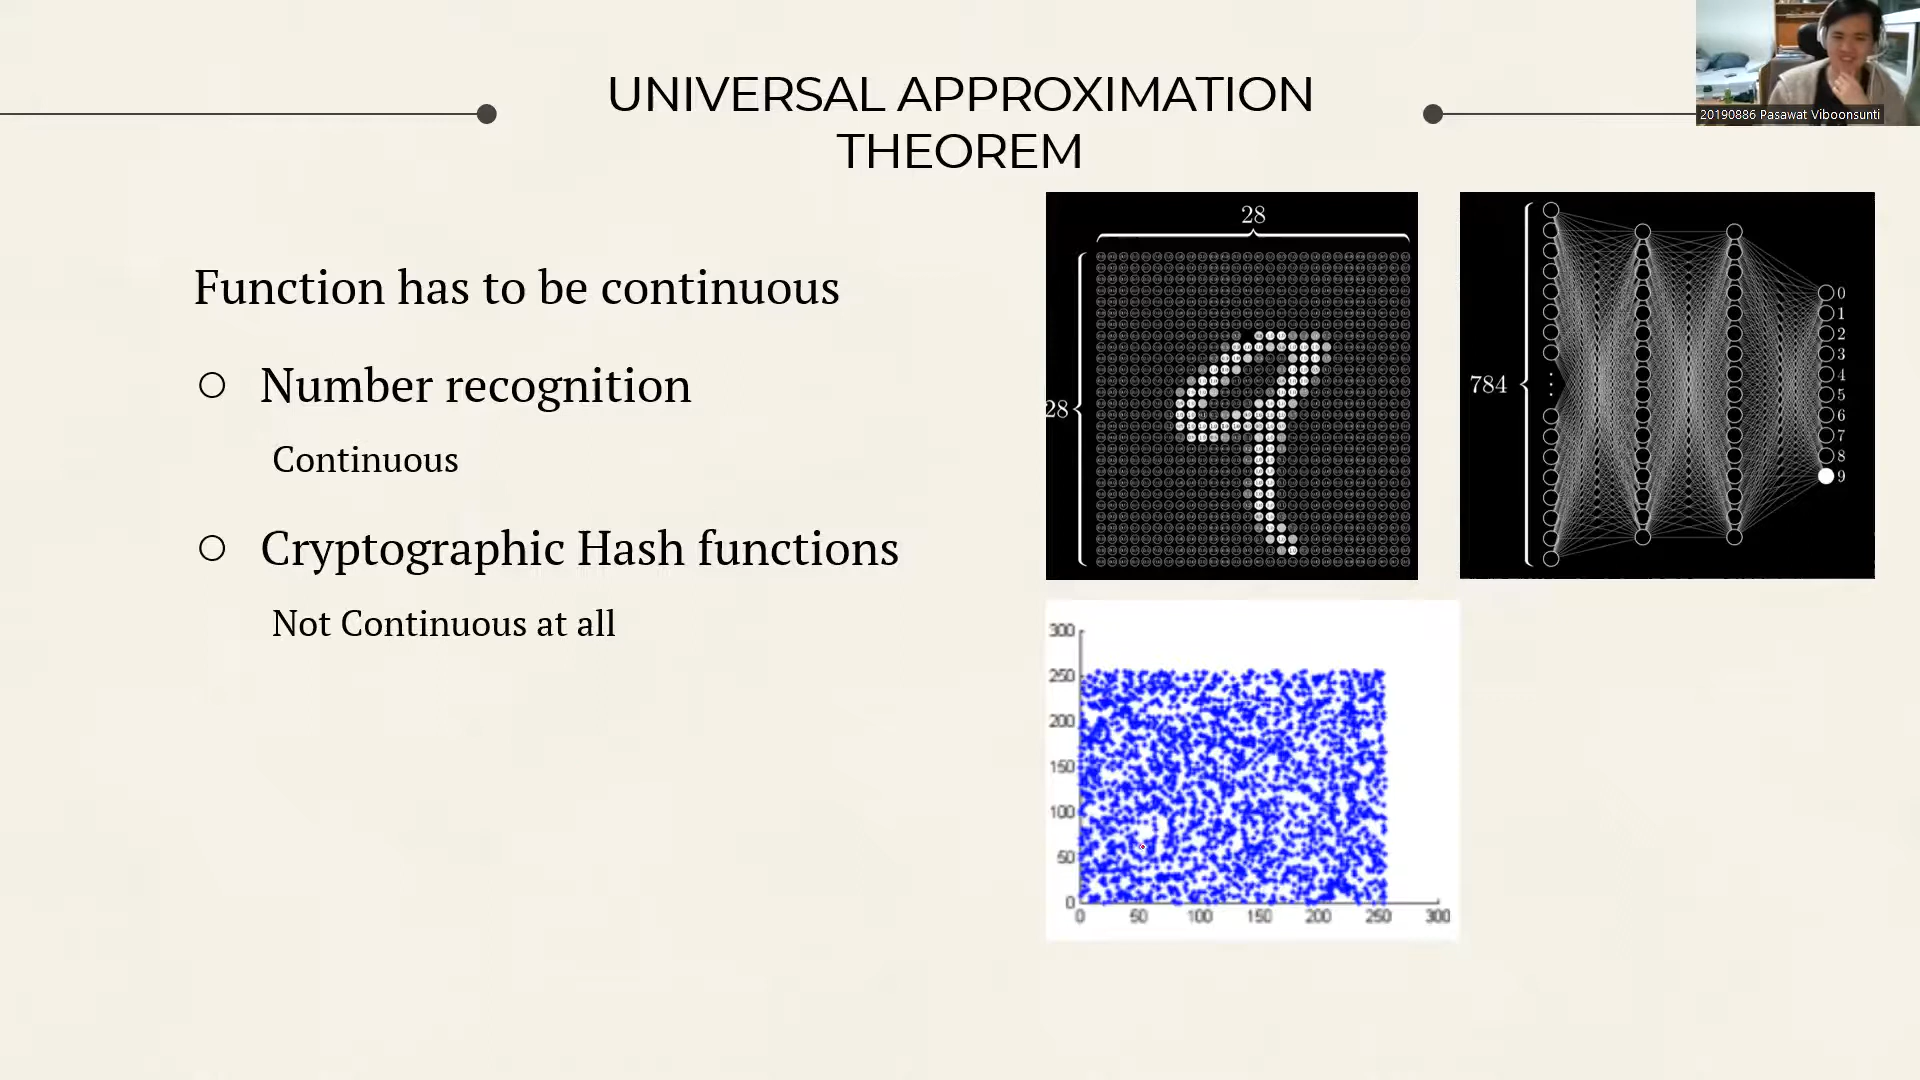 UNIVERSAL APPROXIMATION
THEOREM
20190886 Pasawat Viboonsunti
Function has to be continuous
Number recognition
Continuous
Cryptographic Hash functions
Not Continuous at all
28
28
784
0
1
2
3
4
5
6
7
8
9
300
250
200
150
100
50
0
0 50 100 150 200 250 300